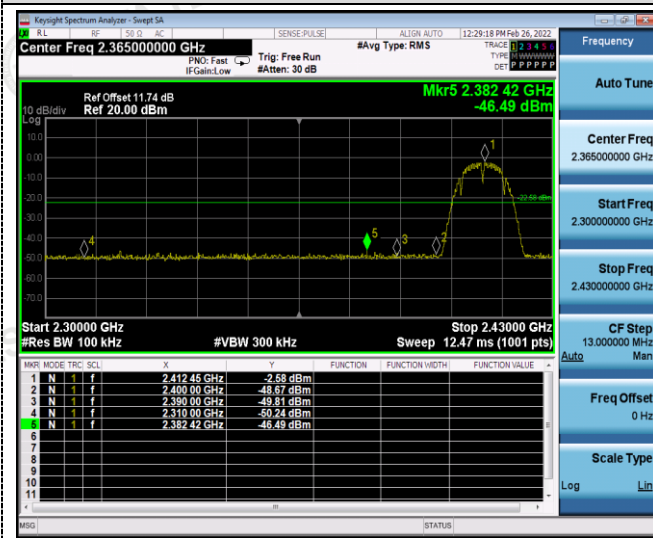 Keysight Spectrum Analyzer - Swept SA
RL RF 50 Ω AC SENSE:PULSE ALIGN AUTO 12:29:18 PM Feb 26, 2022
Center Freq 2.365000000 GHz #Avg Type: RMS TRACE 1 2 3 4 5 6
PNO: Fast Trig: Free Run TYPE M WWWWW
IFGain:Low #Atten: 30 dB DET P P P P P P
Ref Offset 11.74 dB Mkr5 2.382 42 GHz
10 dB/div Ref 20.00 dBm -46.49 dBm
Log
10.0
0.00
-10.0
-20.0
-22.58 dBm
-30.0
-40.0
-50.0
-60.0
-70.0
1
2
3
4
5
Start 2.30000 GHz Stop 2.43000 GHz
#Res BW 100 kHz #VBW 300 kHz Sweep 12.47 ms (1001 pts)
MKR MODE TRC SCL X Y FUNCTION FUNCTION WIDTH FUNCTION VALUE
1 N 1 f 2.412 45 GHz -2.58 dBm
2 N 1 f 2.400 00 GHz -48.67 dBm
3 N 1 f 2.390 00 GHz -49.81 dBm
4 N 1 f 2.310 00 GHz -50.24 dBm
5 N 1 f 2.382 42 GHz -46.49 dBm
6
7
8
9
10
11
MSG STATUS
Frequency
Auto Tune
Center Freq
2.365000000 GHz
Start Freq
2.300000000 GHz
Stop Freq
2.430000000 GHz
CF Step
13.000000 MHz
Auto Man
Freq Offset
0 Hz
Scale Type
Log Lin